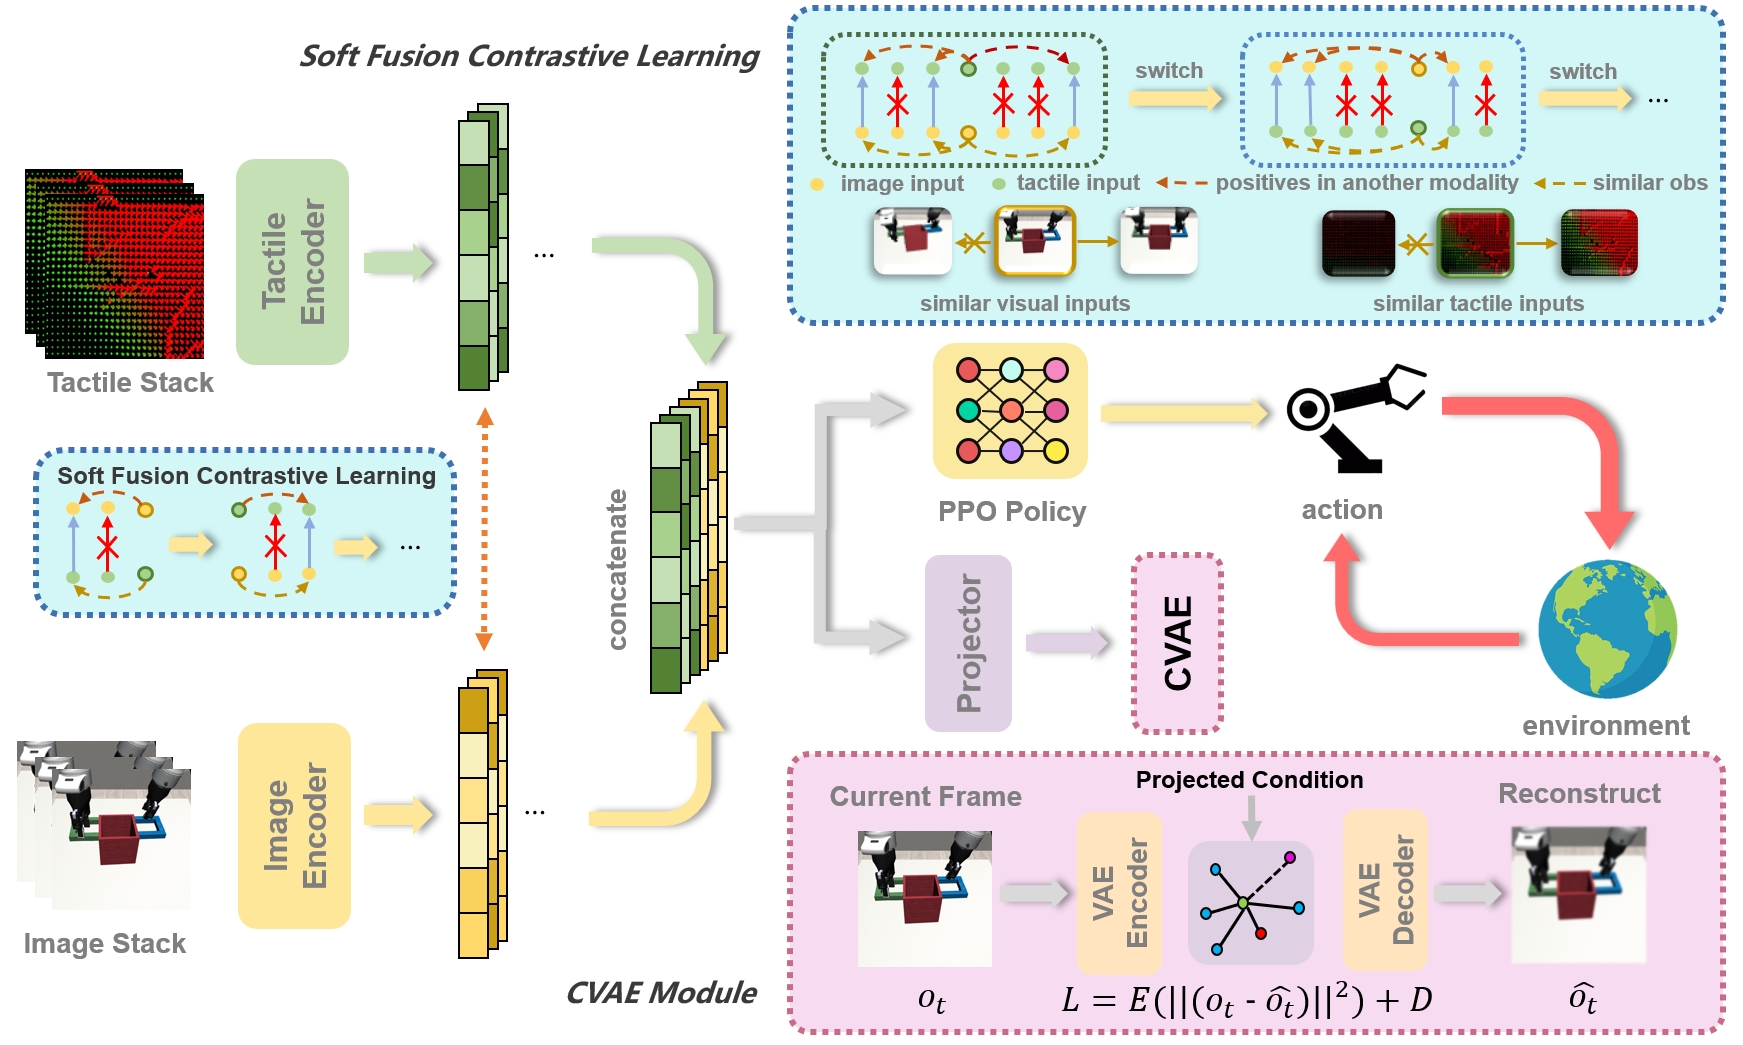 Soft Fusion Contrastive Learning
switch
switch
...
image input
tactile input
positives in another modality
similar obs
similar visual inputs
similar tactile inputs
Tactile
Encoder
...
Tactile Stack
Soft Fusion Contrastive Learning
...
concatenate
PPO Policy
action
Projector
CVAE
environment
Image
Encoder
...
Image Stack
CVAE Module
Current Frame
Projected Condition
Reconstruct
VAE
Encoder
VAE
Decoder
o_t
L = E(||(o_t - \hat{o_t})||^2) + D
\hat{o_t}